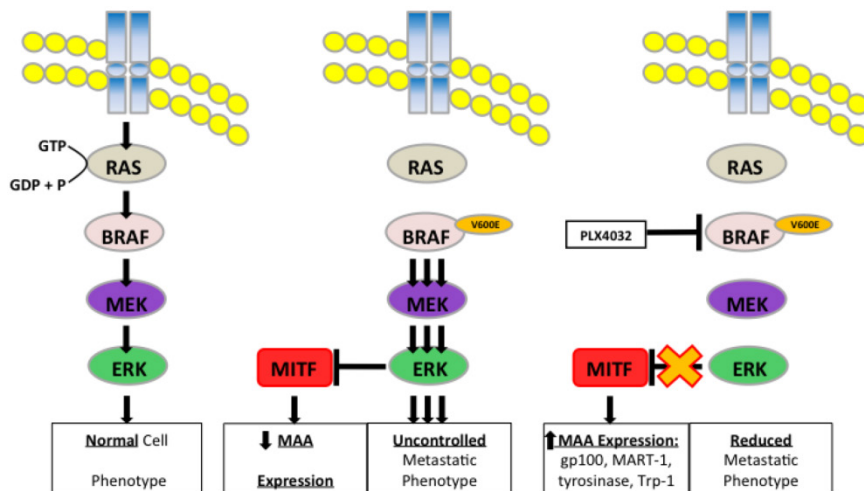 GTP
GDP + P
RAS
BRAF
MEK
ERK
Normal Cell
Phenotype
RAS
BRAF
V600E
MEK
MITF
ERK
MAA
Expression
Uncontrolled
Metastatic
Phenotype
RAS
PLX4032
BRAF
V600E
MEK
MITF
ERK
MAA Expression:
gp100, MART-1,
tyrosinase, Trp-1
Reduced
Metastatic
Phenotype